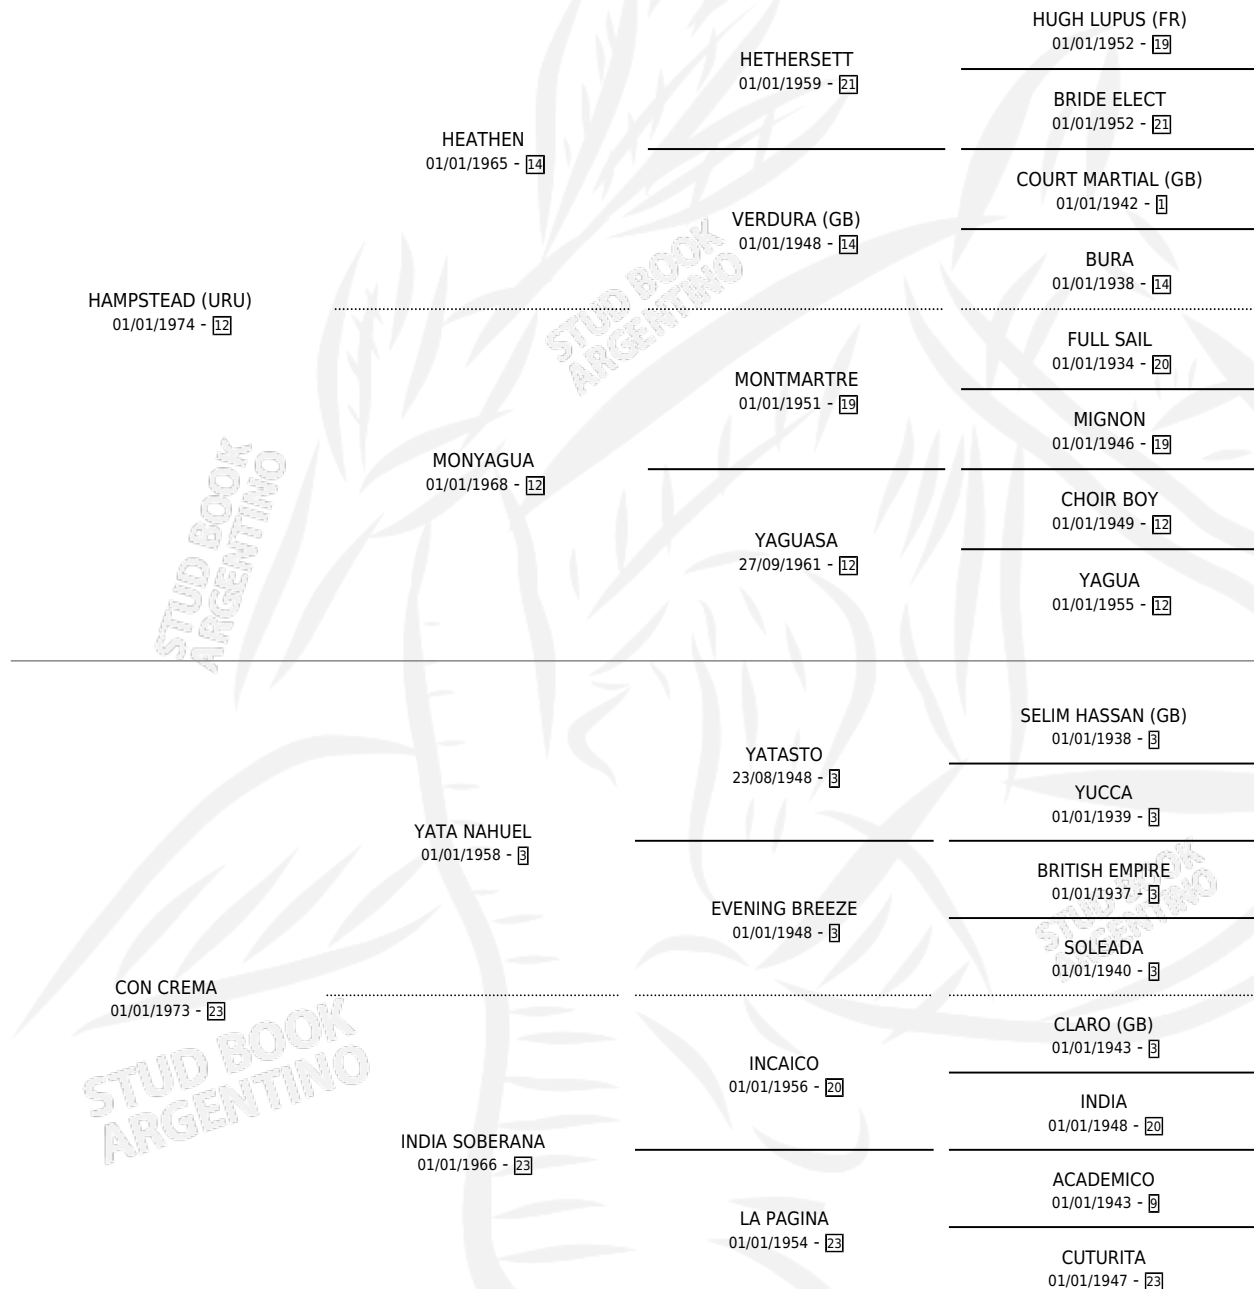 HUGH LUPUS (FR)
01/01/1952 - 19
HETHERSETT
01/01/1959 - 21
BRIDE ELECT
01/01/1952 - 21
HEATHEN
01/01/1965 - 14
COURT MARTIAL (GB)
01/01/1942 - 1
VERDURA (GB)
01/01/1948 - 14
BURA
01/01/1938 - 14
HAMPSTEAD (URU)
01/01/1974 - 12
FULL SAIL
01/01/1934 - 20
MONTMARTRE
01/01/1951 - 19
MIGNON
01/01/1946 - 19
MONYAGUA
01/01/1968 - 12
CHOIR BOY
01/01/1949 - 12
YAGUASA
27/09/1961 - 12
YAGUA
01/01/1955 - 12
SELIM HASSAN (GB)
01/01/1938 - 3
YATASTO
23/08/1948 - 3
YUCCA
01/01/1939 - 3
YATA NAHUEL
01/01/1958 - 3
BRITISH EMPIRE
01/01/1937 - 3
EVENING BREEZE
01/01/1948 - 3
SOLEADA
01/01/1940 - 3
CON CREMA
01/01/1973 - 23
CLARO (GB)
01/01/1943 - 3
INCAICO
01/01/1956 - 20
INDIA
01/01/1948 - 20
INDIA SOBERANA
01/01/1966 - 23
ACADEMICO
01/01/1943 - 9
LA PAGINA
01/01/1954 - 23
CUTURITA
01/01/1947 - 23
STUD BOOK
ARGENTINO
STUD BOOK
ARGENTINO
STUD BOOK
ARGENTINO
STUD BOOK
ARGENTINO